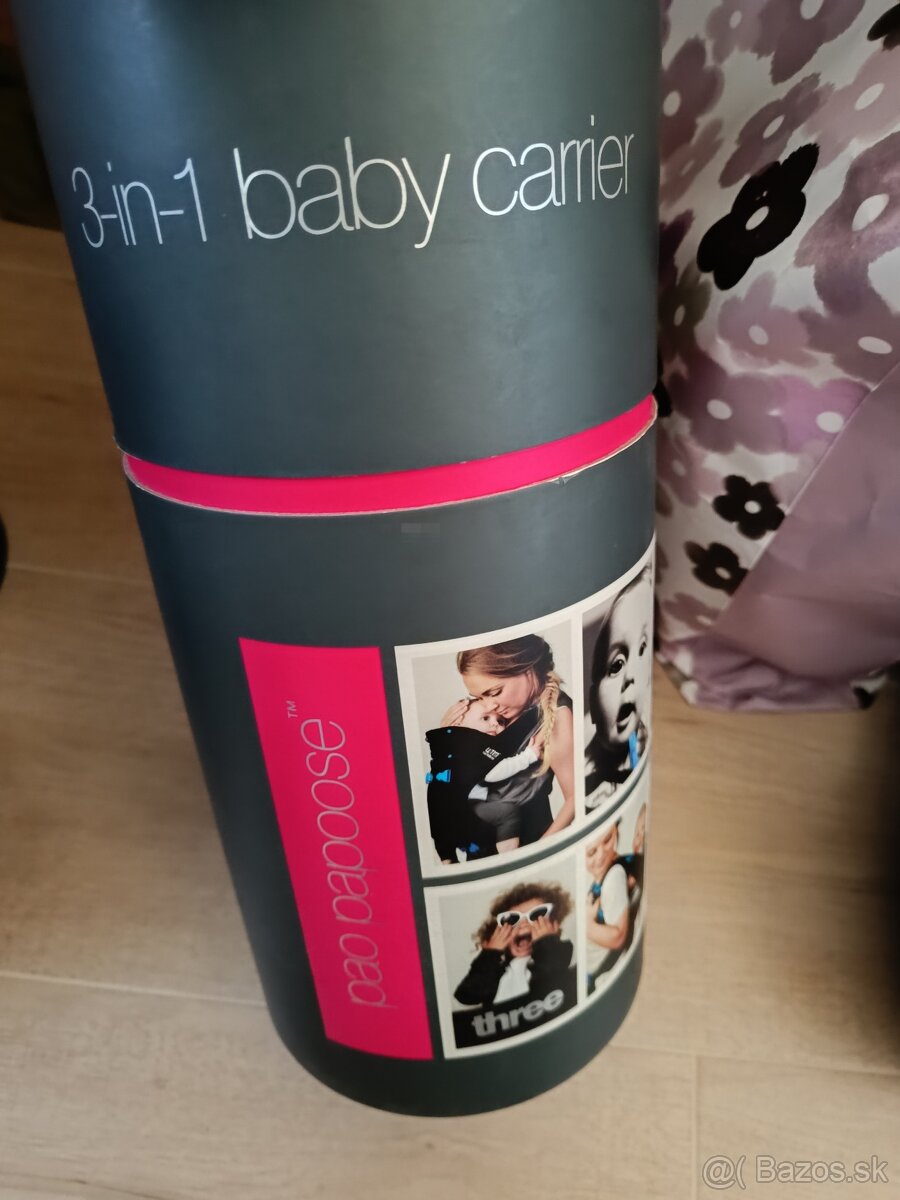 3-in-1 baby carrier
pao papoose™
three
@( Bazos.sk